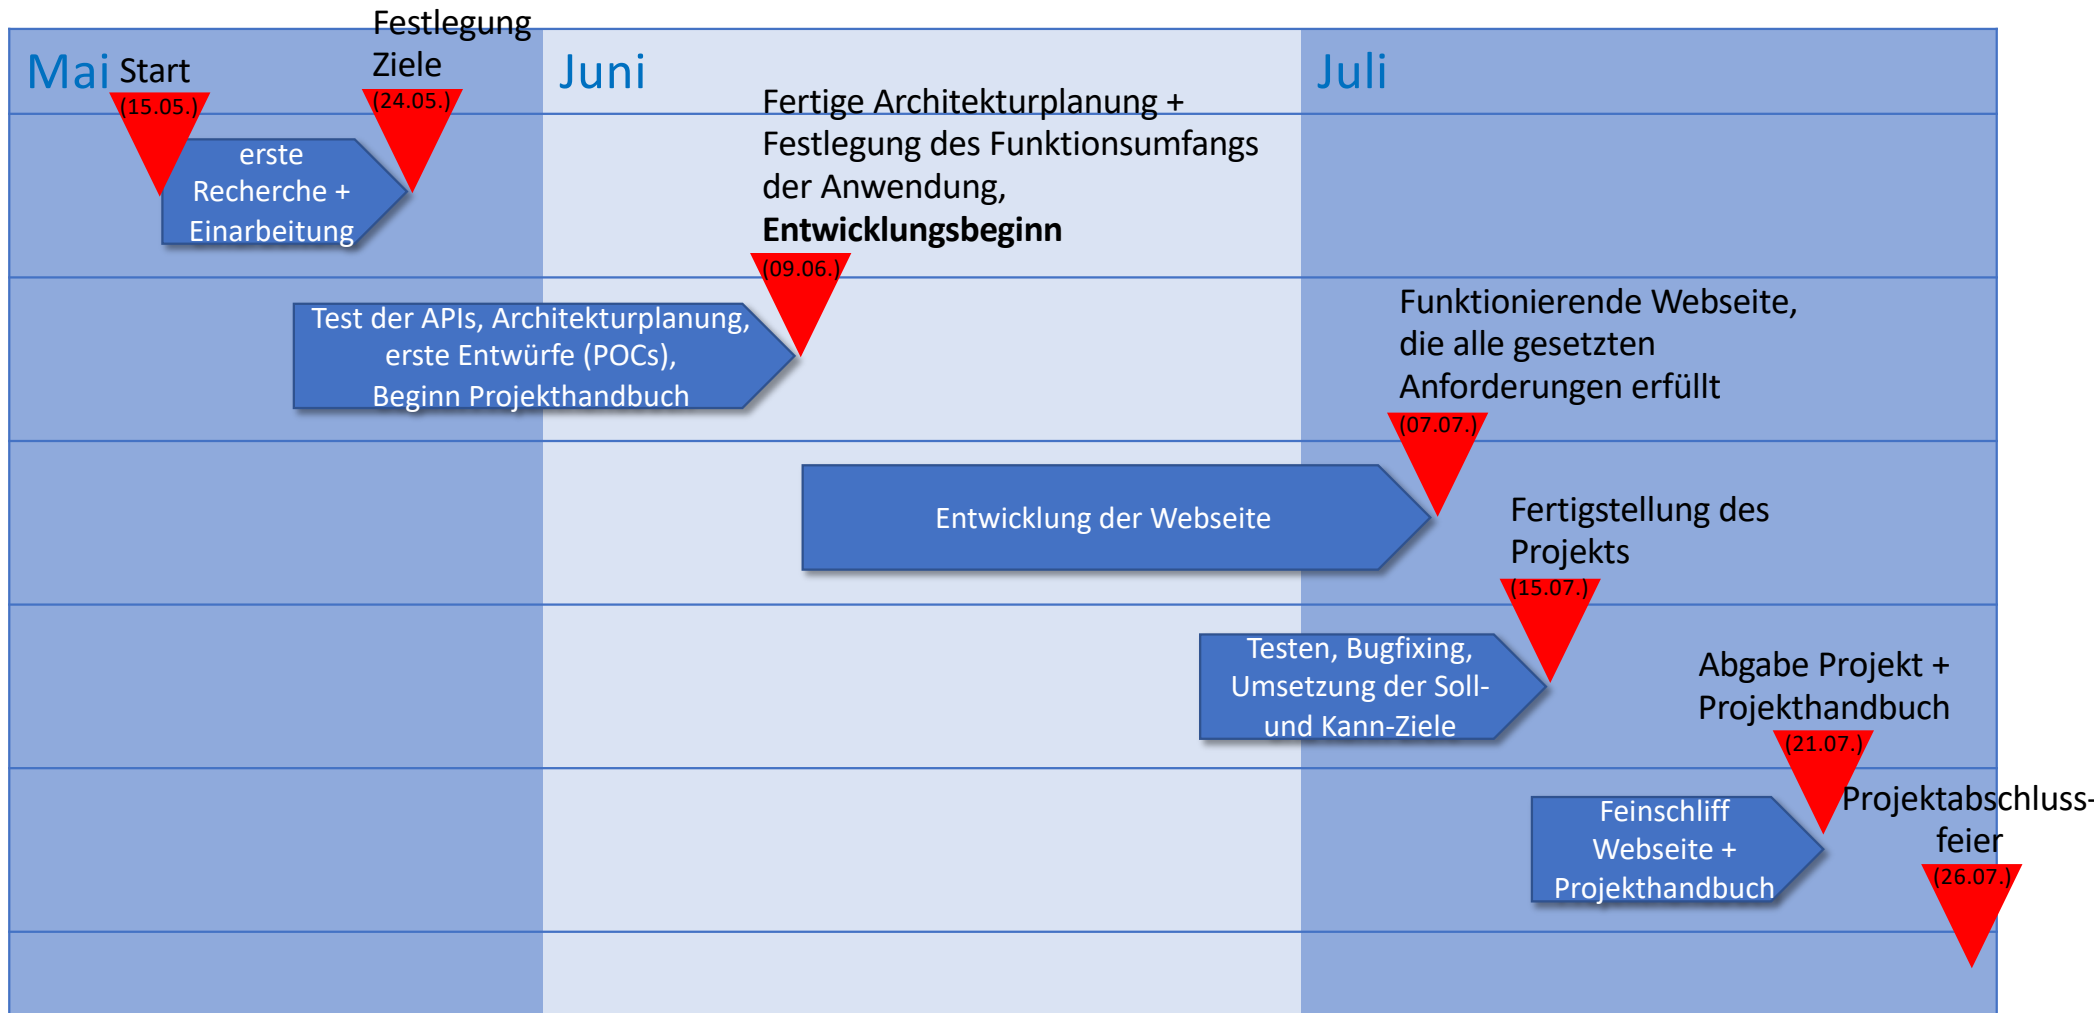 Mai
Start
(15.05.)
Festlegung
Ziele
(24.05.)
Juni
Juli
erste
Recherche +
Einarbeitung
Fertige Architekturplanung +
Festlegung des Funktionsumfangs
der Anwendung,
Entwicklungsbeginn
(09.06.)
Test der APIs, Architekturplanung,
erste Entwürfe (POCs),
Beginn Projekthandbuch
Funktionierende Webseite,
die alle gesetzten
Anforderungen erfüllt
(07.07.)
Entwicklung der Webseite
Fertigstellung des
Projekts
(15.07.)
Testen, Bugfixing,
Umsetzung der Soll-
und Kann-Ziele
Abgabe Projekt +
Projekthandbuch
(21.07.)
Feinschliff
Webseite +
Projekthandbuch
Projektabschluss-
feier
(26.07.)